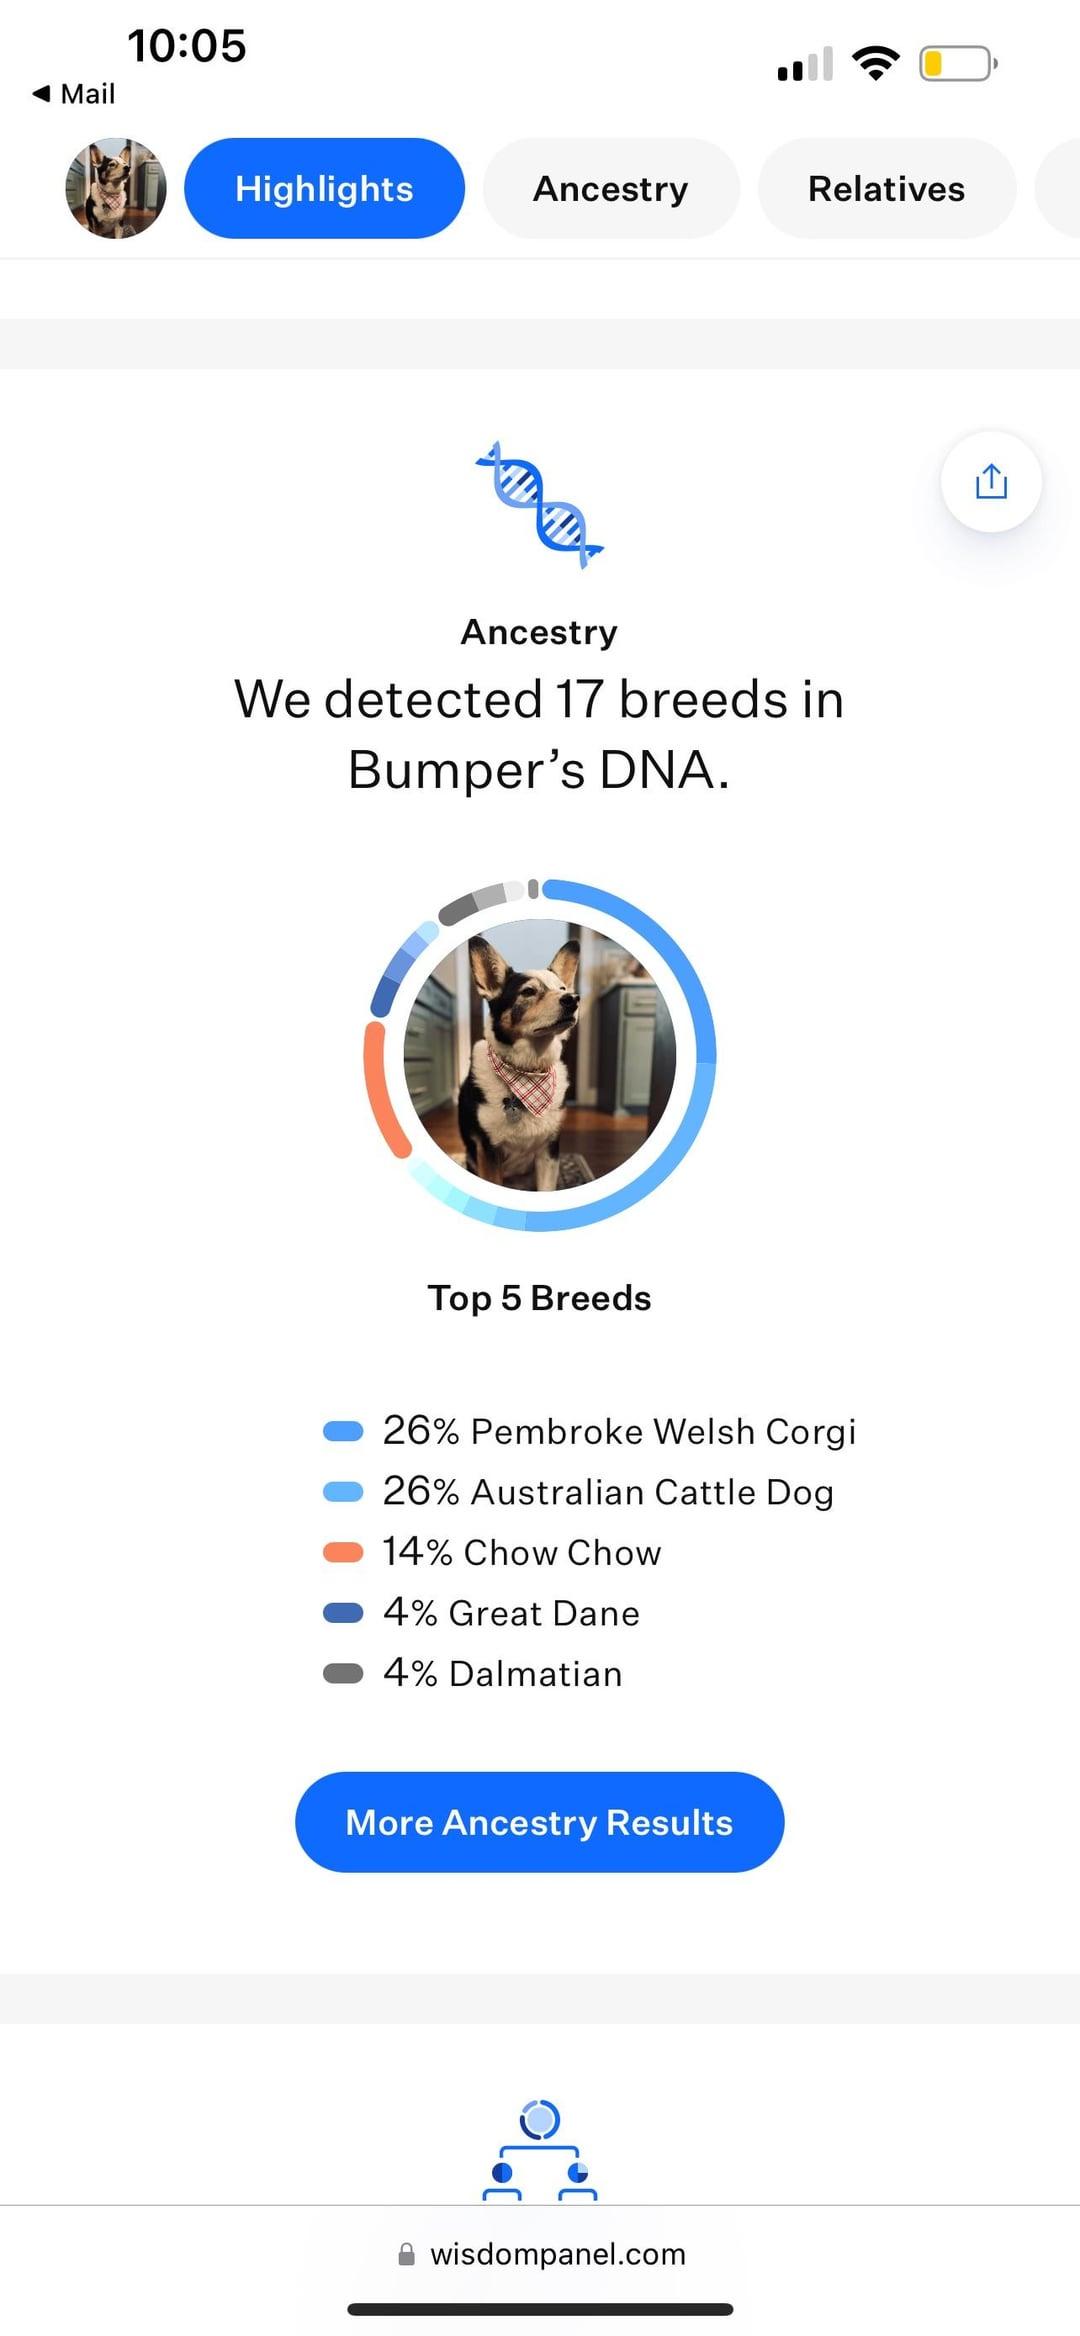 10:05
◀ Mail
Highlights
Ancestry
Relatives
Ancestry
We detected 17 breeds in
Bumper’s DNA.
Top 5 Breeds
26% Pembroke Welsh Corgi
26% Australian Cattle Dog
14% Chow Chow
4% Great Dane
4% Dalmatian
More Ancestry Results
wisdompanel.com